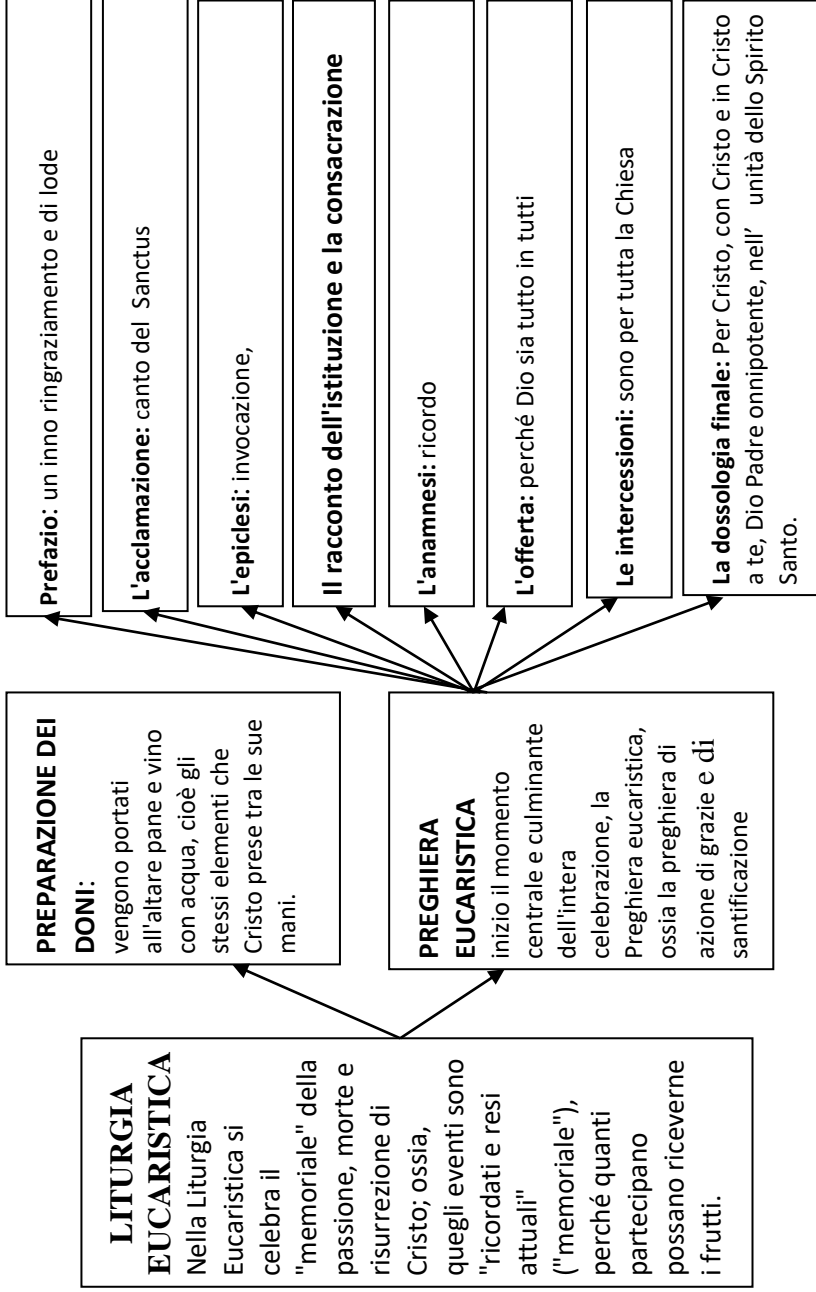 LITURGIA
EUCARISTICA
Nella Liturgia
Eucaristica si
celebra il
"memoriale" della
passione, morte e
risurrezione di
Cristo; ossia,
quegli eventi sono
"ricordati e resi
attuali"
("memoriale"),
perché quanti
partecipano
possano riceverne
i frutti.
PREPARAZIONE DEI
DONI:
vengono portati
all'altare pane e vino
con acqua, cioè gli
stessi elementi che
Cristo prese tra le sue
mani.
PREGHIERA
EUCARISTICA
inizio il momento
centrale e culminante
dell'intera
celebrazione, la
Preghiera eucaristica,
ossia la preghiera di
azione di grazie e di
santificazione
Prefazio: un inno ringraziamento e di lode
L'acclamazione: canto del Sanctus
L'epiclesi: invocazione,
Il racconto dell'istituzione e la consacrazione
L'anamnesi: ricordo
L'offerta: perché Dio sia tutto in tutti
Le intercessioni: sono per tutta la Chiesa
La dossologia finale: Per Cristo, con Cristo e in Cristo
a te, Dio Padre onnipotente, nell' unità dello Spirito
Santo.